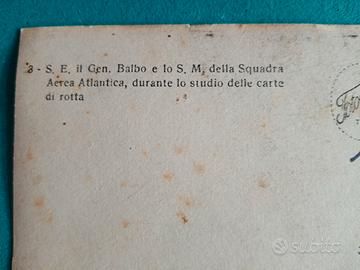 3 - S. E. il Gen. Balbo e lo S. M. della Squadra
Aerea Atlantica, durante lo studio delle carte
di rotta
subito